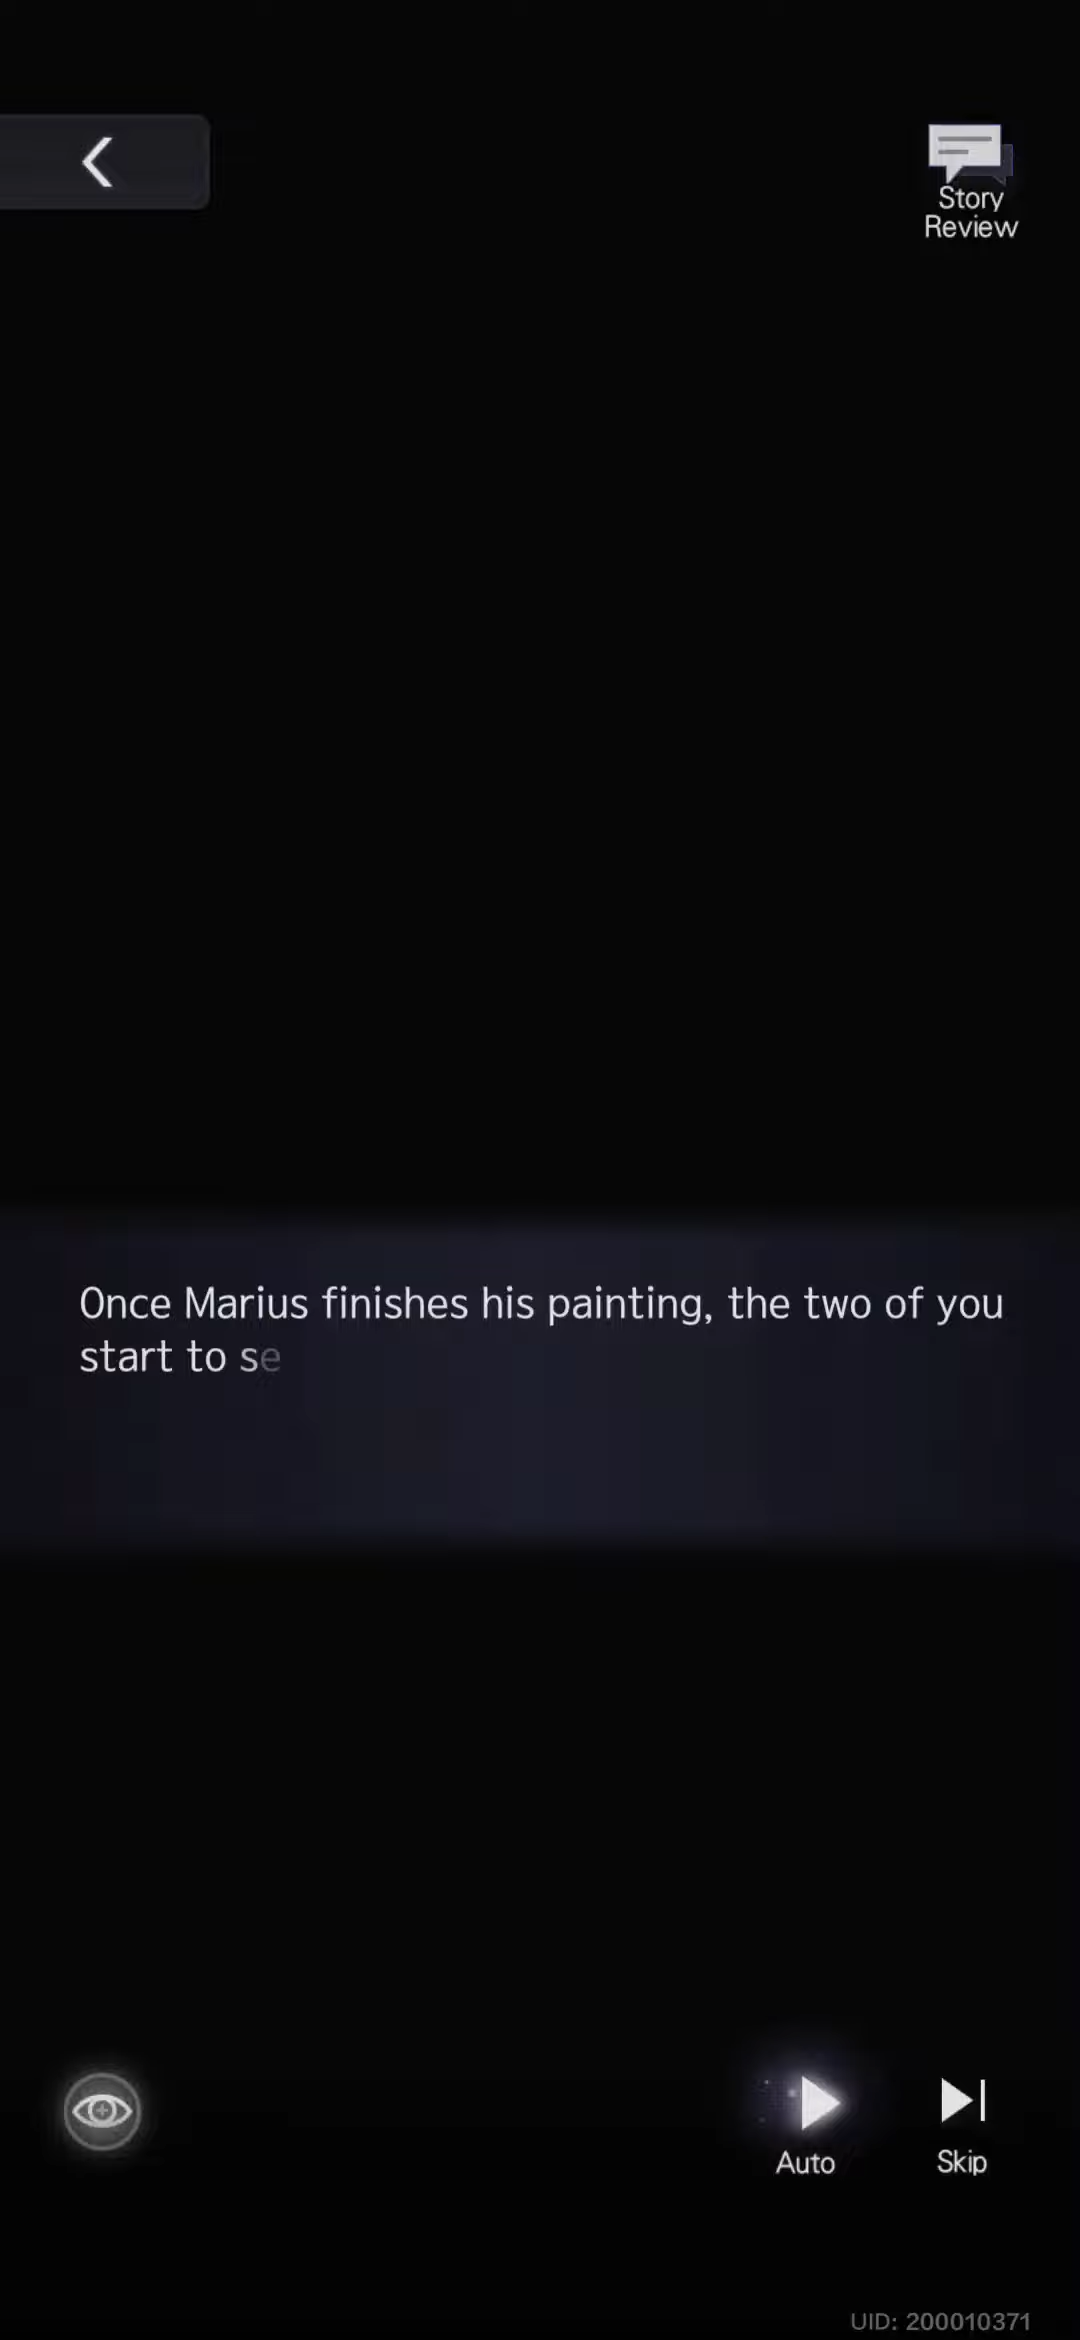 Story
Review
Once Marius finishes his painting, the two of you
start to se
Auto
Skip
UID: 200010371